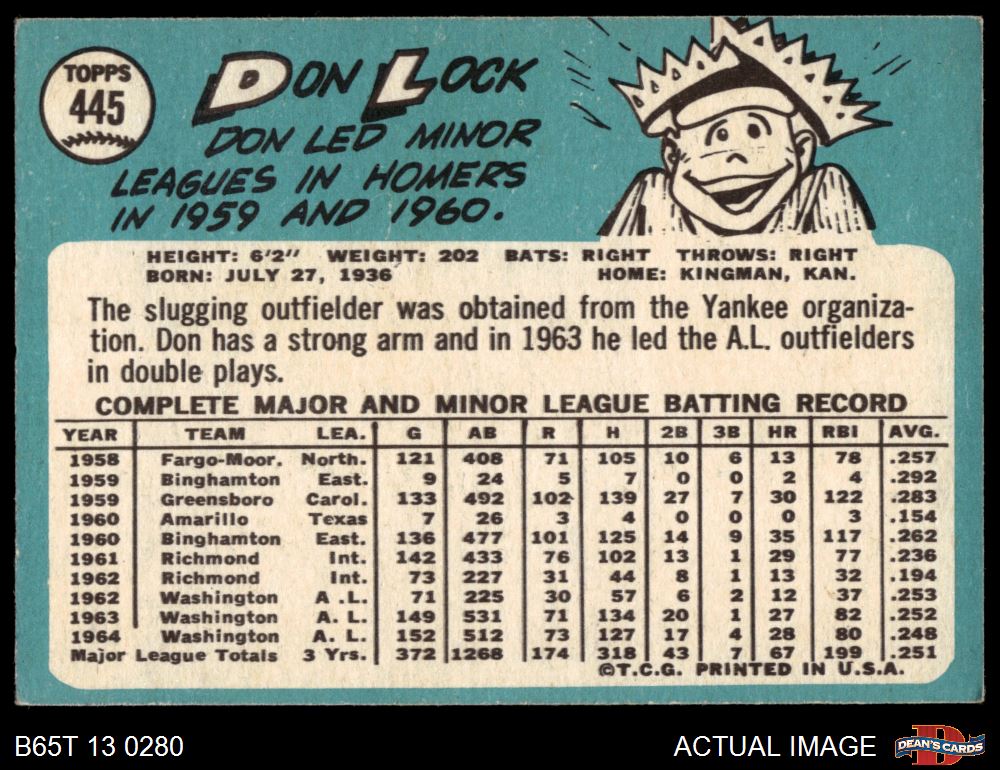 TOPPS
445
DON LOCK
DON LED MINOR
LEAGUES IN HOMERS
IN 1959 AND 1960.
HEIGHT: 6'2" WEIGHT: 202 BATS: RIGHT THROWS: RIGHT
BORN: JULY 27, 1936 HOME: KINGMAN, KAN.
The slugging outfielder was obtained from the Yankee organiza-
tion. Don has a strong arm and in 1963 he led the A.L. outfielders
in double plays.
COMPLETE MAJOR AND MINOR LEAGUE BATTING RECORD
YEAR TEAM LEA. G AB R H 2B 3B HR RBI AVG.
1958 Fargo-Moor. North. 121 408 71 105 10 6 13 78 .257
1959 Binghamton East. 9 24 5 7 0 0 2 4 .292
1959 Greensboro Carol. 133 492 102 139 27 7 30 122 .283
1960 Amarillo Texas 7 26 3 4 0 0 0 3 .154
1960 Binghamton East. 136 477 101 125 14 9 35 117 .262
1961 Richmond Int. 142 433 76 102 13 1 29 77 .236
1962 Richmond Int. 73 227 31 44 8 1 13 32 .194
1962 Washington A .L. 71 225 30 57 6 2 12 37 .253
1963 Washington A. L. 149 531 71 134 20 1 27 82 .252
1964 Washington A. L. 152 512 73 127 17 4 28 80 .248
Major League Totals 3 Yrs. 372 1268 174 318 43 7 67 199 .251
©T.C.G. PRINTED IN U.S.A.
B65T 13 0280 ACTUAL IMAGE D DEAN'S CARDS